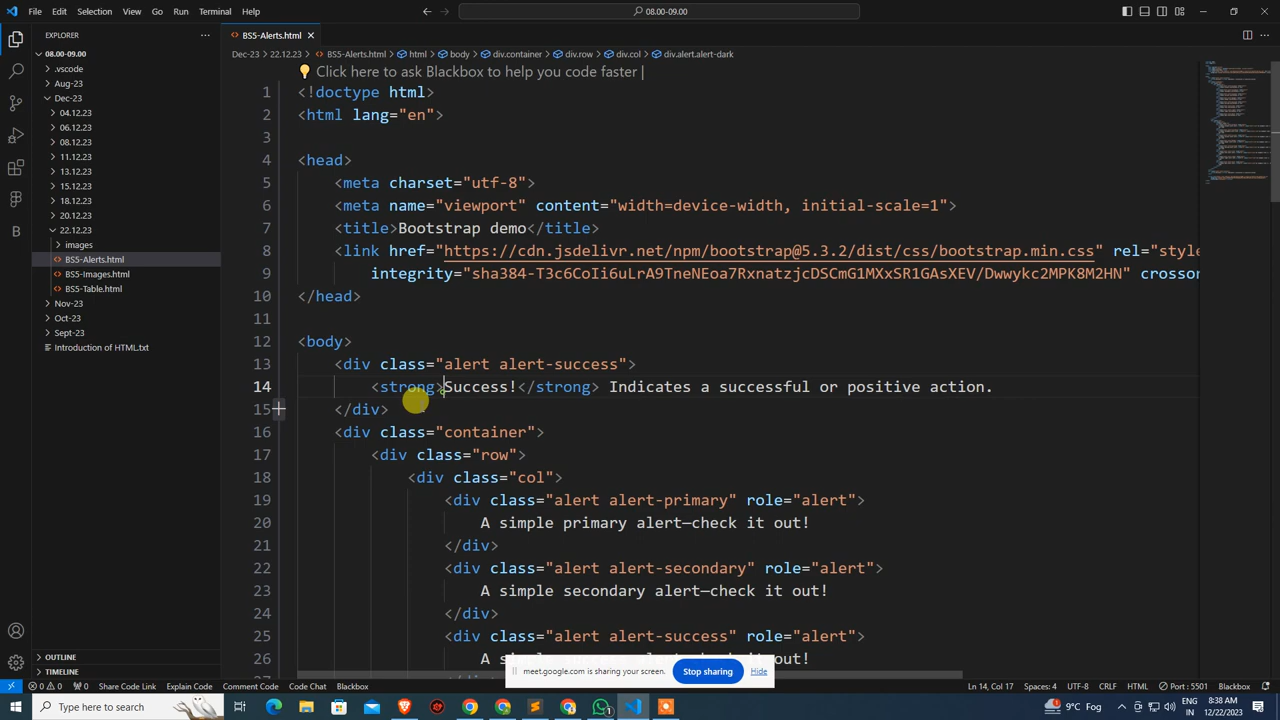 File Edit Selection View Go Run Terminal Help
08.00-09.00
EXPLORER
BS5-Alerts.html
08.00-09.00
.vscode
Aug-23
Dec-23
04.12.23
06.12.23
08.12.23
11.12.23
13.12.23
15.12.23
18.12.23
20.12.23
22.12.23
images
BS5-Alerts.html
BS5-Images.html
BS5-Table.html
Nov-23
Oct-23
Sept-23
Introduction of HTML.txt
OUTLINE
TIMELINE
Dec-23 > 22.12.23 > BS5-Alerts.html > html > body > div.container > div.row > div.col > div.alert.alert-dark
Click here to ask Blackbox to help you code faster |
1 <!doctype html>
2 <html lang="en">
3
4 <head>
5 <meta charset="utf-8">
6 <meta name="viewport" content="width=device-width, initial-scale=1">
7 <title>Bootstrap demo</title>
8 <link href="https://cdn.jsdelivr.net/npm/bootstrap@5.3.2/dist/css/bootstrap.min.css" rel="style
9 integrity="sha384-T3c6CoIi6uLrA9TneNEoa7RxnatzjcDSCmG1MXxSR1GAsXEV/Dwwykc2MPK8M2HN" crossor
10 </head>
11
12 <body>
13 <div class="alert alert-success">
14 <strong>Success!</strong> Indicates a successful or positive action.
15 </div>
16 <div class="container">
17 <div class="row">
18 <div class="col">
19 <div class="alert alert-primary" role="alert">
20 A simple primary alert—check it out!
21 </div>
22 <div class="alert alert-secondary" role="alert">
23 A simple secondary alert—check it out!
24 </div>
25 <div class="alert alert-success" role="alert">
26 A s
meet.google.com is sharing your screen. Stop sharing Hide
0 0 0 Share Code Link Explain Code Comment Code Code Chat Blackbox
Ln 14, Col 17 Spaces: 4 UTF-8 CRLF HTML Port : 5501 Blackbox
Type here to search
9°C Fog
IN
8:38 AM
12/22/2023